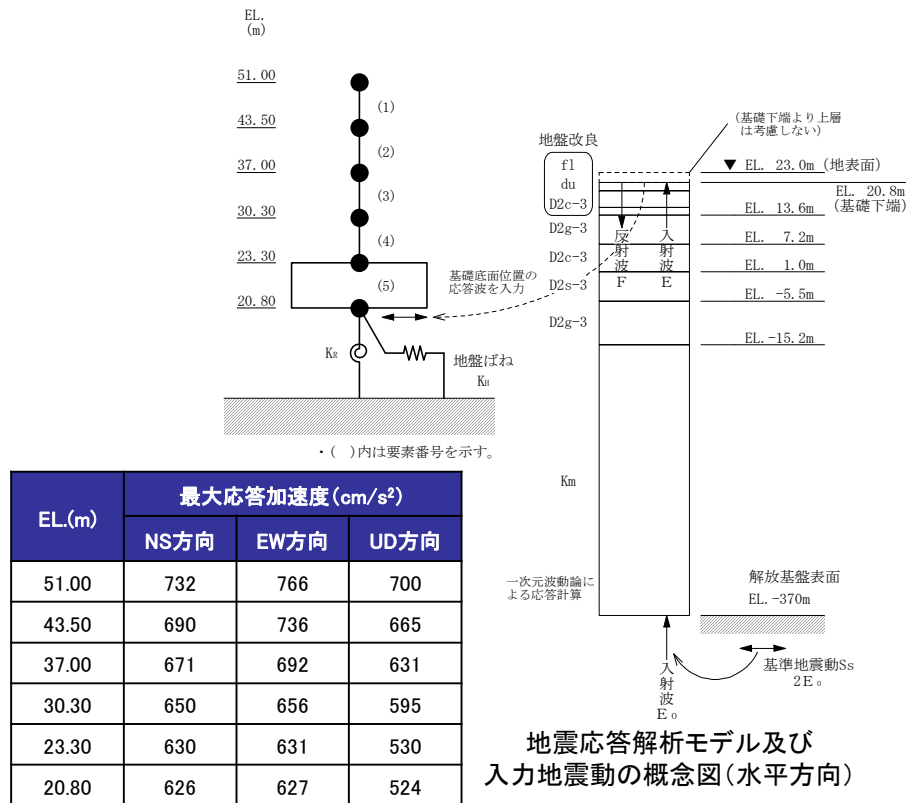 EL.
(m)
51.00
43.50
37.00
30.30
23.30
20.80
(1)
(2)
(3)
(4)
(5)
基礎底面位置の
応答波を入力
KR
地盤ばね
KH
・( )内は要素番号を示す。
地盤改良
fl
du
D2c-3
D2g-3
D2c-3
D2s-3
D2g-3
Km
反射波F
入射波E
(基礎下端より上層
は考慮しない)
▼ EL. 23.0m (地表面)
EL. 20.8m
(基礎下端)
EL. 13.6m
EL. 7.2m
EL. 1.0m
EL. -5.5m
EL.-15.2m
一次元波動論に
よる応答計算
解放基盤表面
EL.-370m
基準地震動Ss
2E₀
入射波E₀
地震応答解析モデル及び
入力地震動の概念図(水平方向)
EL.(m) 最大応答加速度(cm/s²)
NS方向 EW方向 UD方向
51.00 732 766 700
43.50 690 736 665
37.00 671 692 631
30.30 650 656 595
23.30 630 631 530
20.80 626 627 524